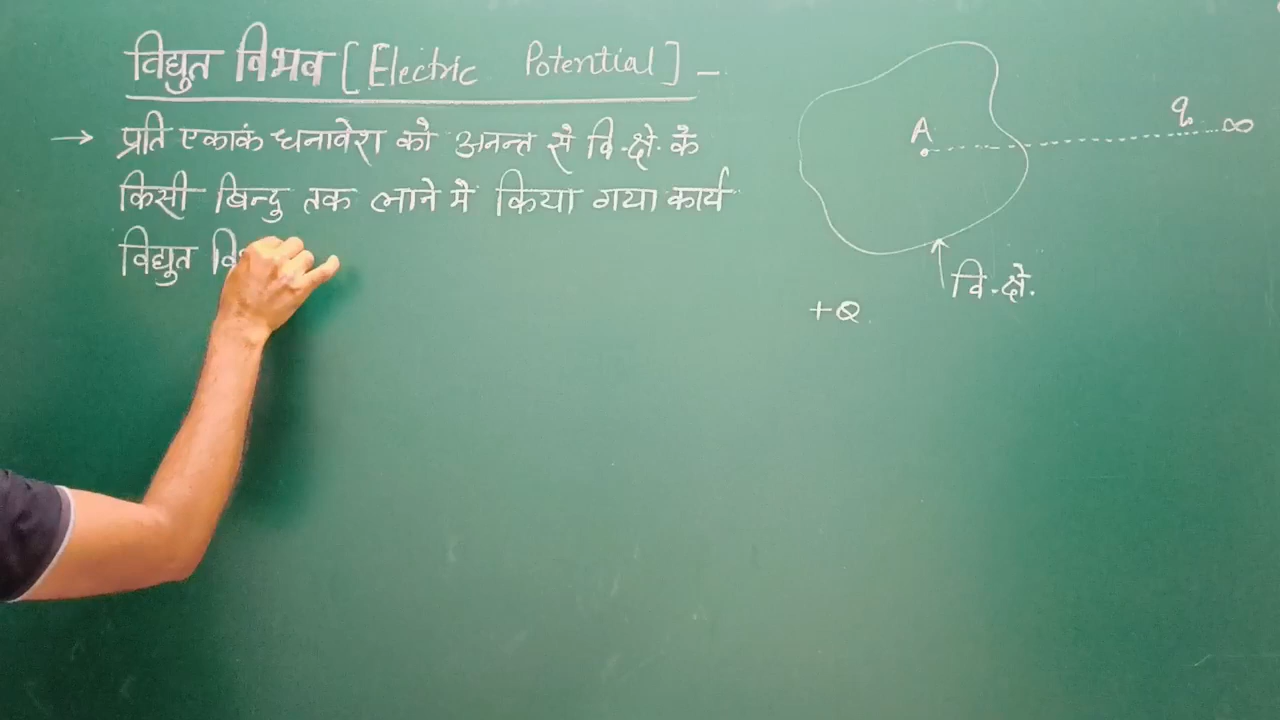 विद्युत विभव [Electric Potential] -
→ प्रति एकाकं धनावेश को अनन्त से वि.क्षे. के
किसी बिन्दु तक लाने में किया गया कार्य
विद्युत
A
q
∞
वि.क्षे.
+Q